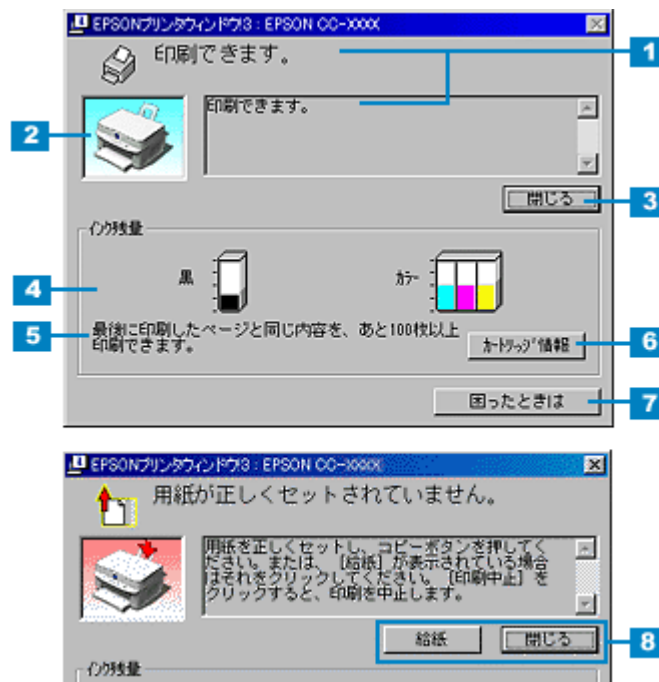 EPSONプリンタウィンドウ!3 : EPSON CC-XXXX
印刷できます。
1
印刷できます。
2
閉じる
3
インク残量
黒
カラー
4
最後に印刷したページと同じ内容を、あと100枚以上
印刷できます。
5
カートリッジ情報
6
困ったときは
7
EPSONプリンタウィンドウ!3 : EPSON CC-XXXX
用紙が正しくセットされていません。
用紙を正しくセットし、コピーボタンを押してく
ださい。または、［給紙］が表示されている場合
はそれをクリックしてください。［印刷中止］を
クリックすると、印刷を中止します。
給紙
閉じる
8
インク残量